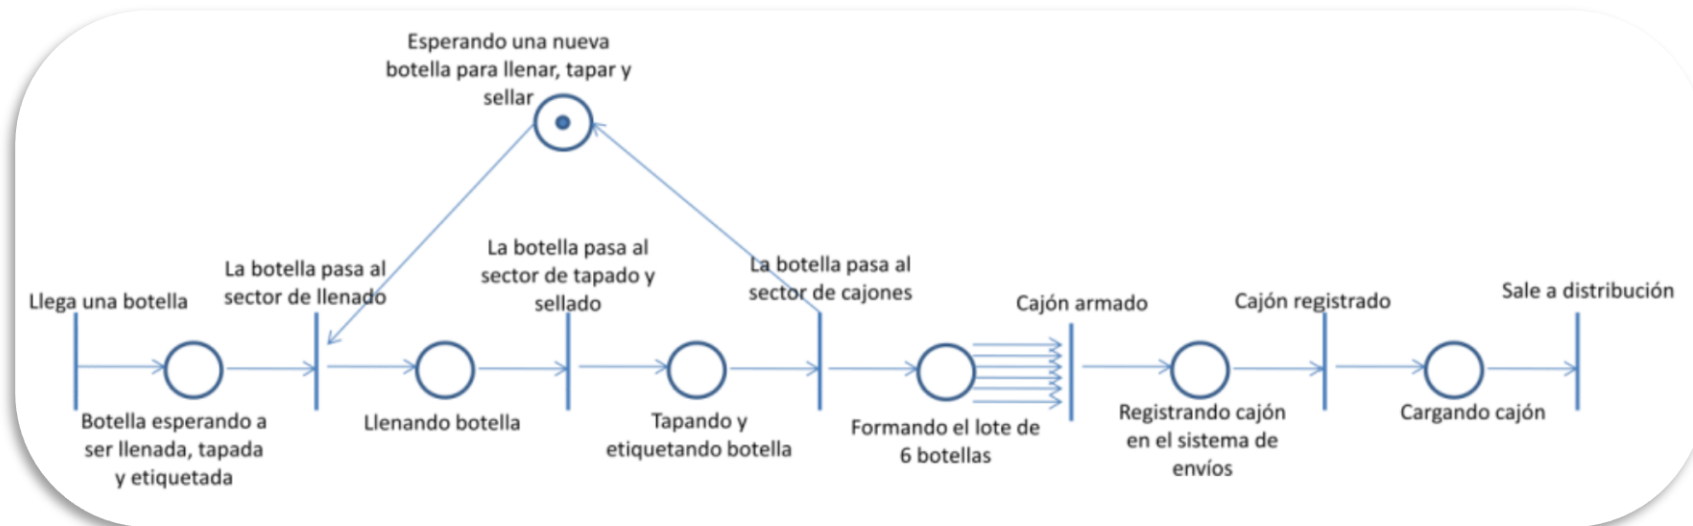 Esperando una nueva
botella para llenar, tapar y
sellar
Llega una botella
La botella pasa al
sector de llenado
La botella pasa al
sector de tapado y
sellado
La botella pasa al
sector de cajones
Cajón armado
Cajón registrado
Sale a distribución
Botella esperando a
ser llenada, tapada
y etiquetada
Llenando botella
Tapando y
etiquetando botella
Formando el lote de
6 botellas
Registrando cajón
en el sistema de
envíos
Cargando cajón